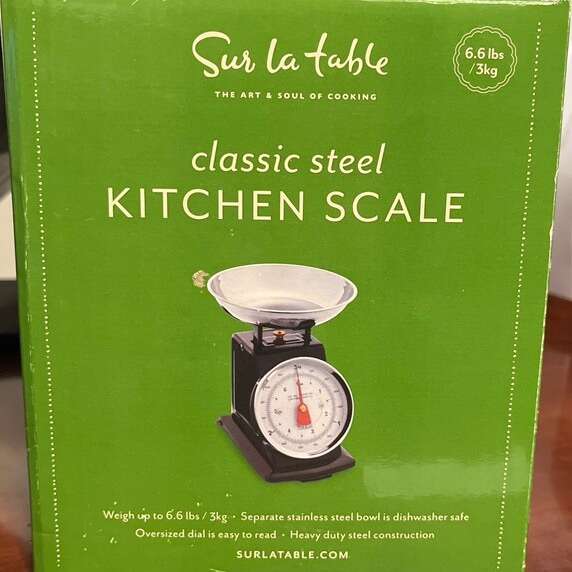 Sur la table
THE ART & SOUL OF COOKING
6.6 lbs
/3kg
classic steel
KITCHEN SCALE
Weigh up to 6.6 lbs / 3kg • Separate stainless steel bowl is dishwasher safe
Oversized dial is easy to read • Heavy duty steel construction
SURLATABLE.COM